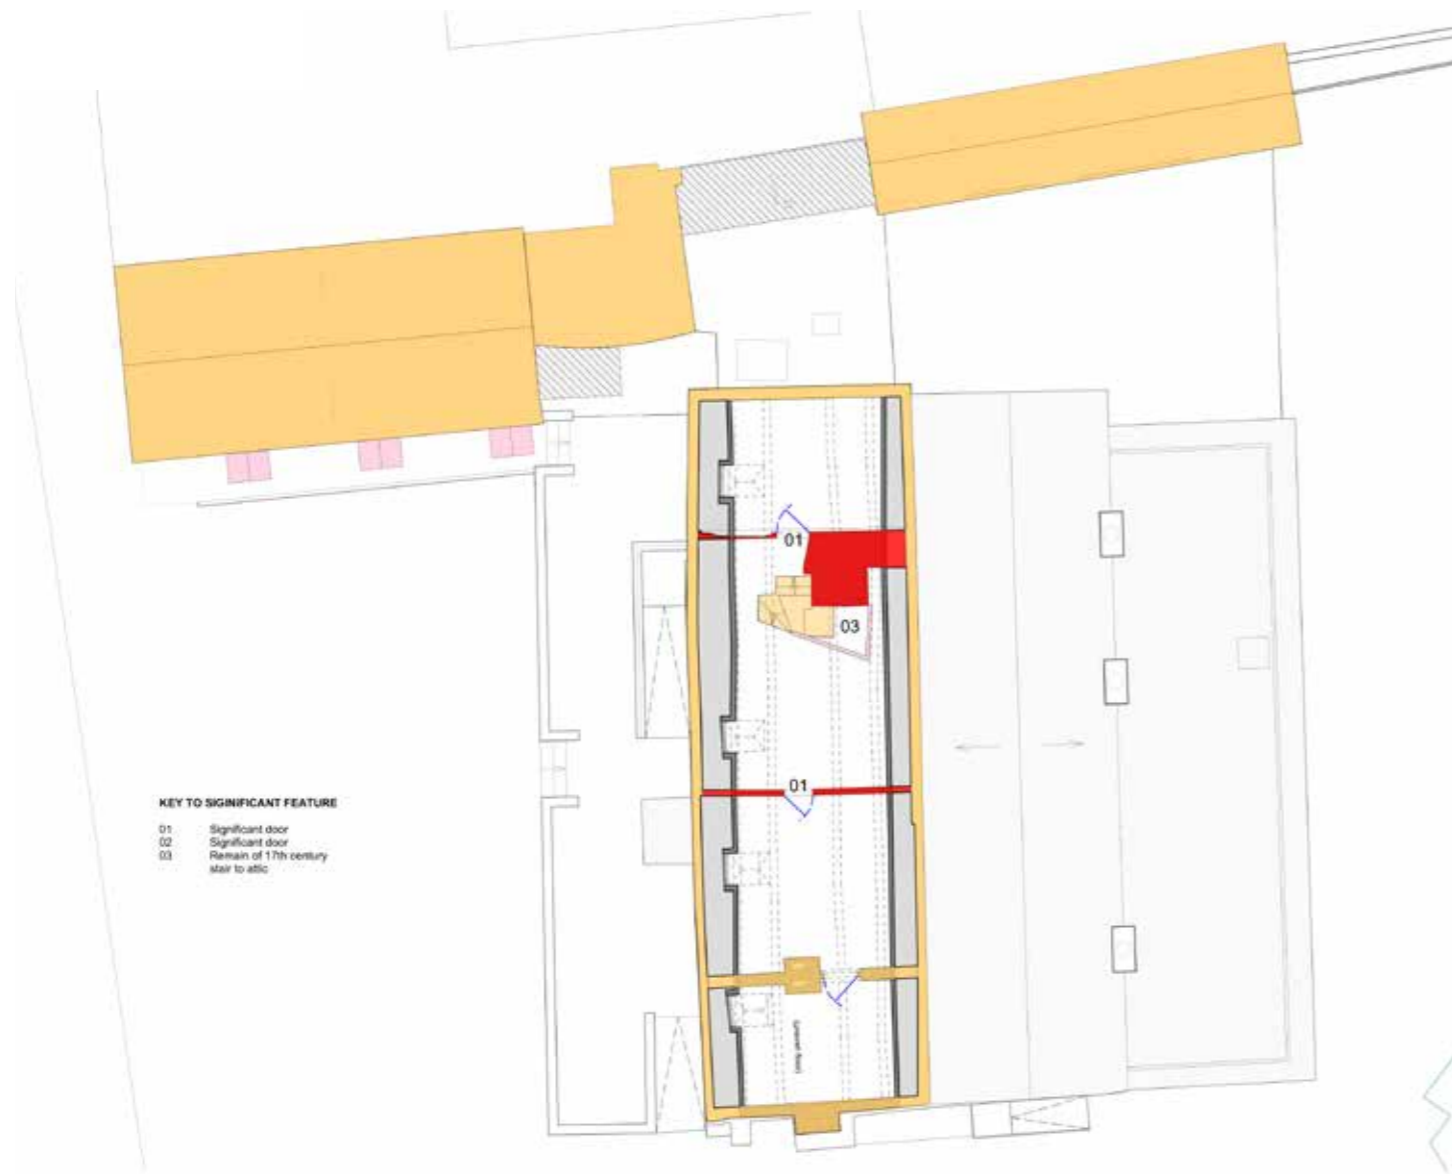 01
03
01
KEY TO SIGINIFICANT FEATURE
01 Significant door
02 Significant door
03 Remain of 17th century
stair to attic